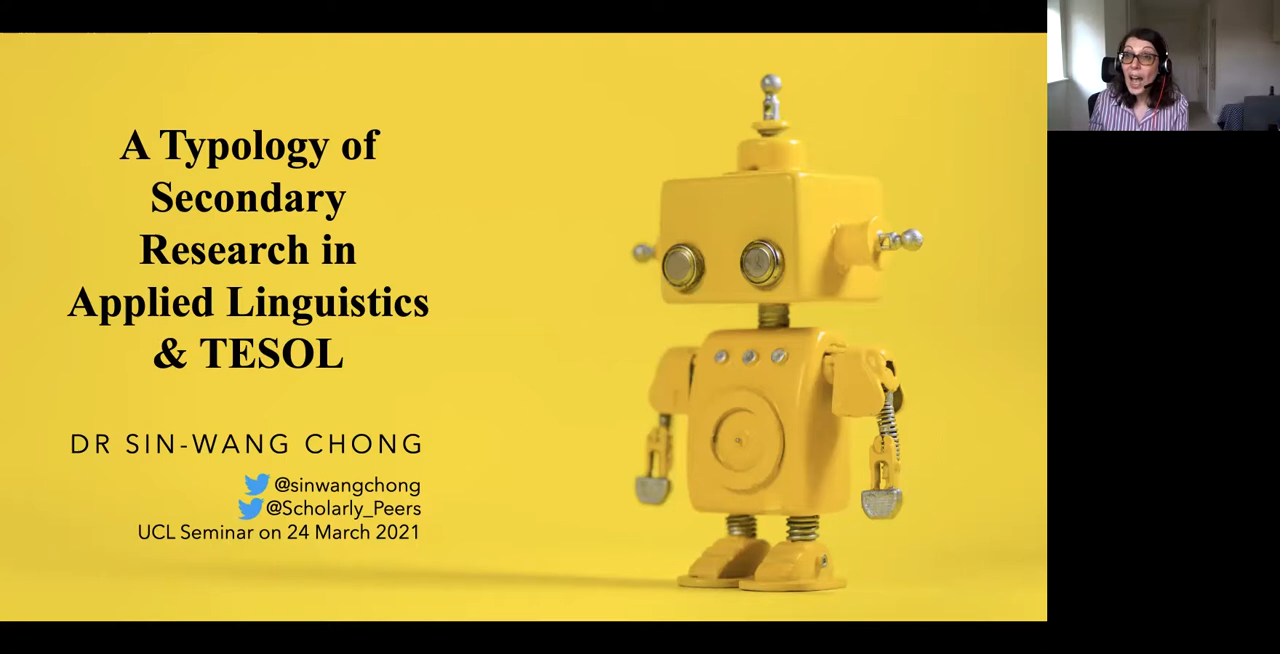 A Typology of
Secondary
Research in
Applied Linguistics
& TESOL
DR SIN-WANG CHONG
@sinwangchong
@Scholarly_Peers
UCL Seminar on 24 March 2021